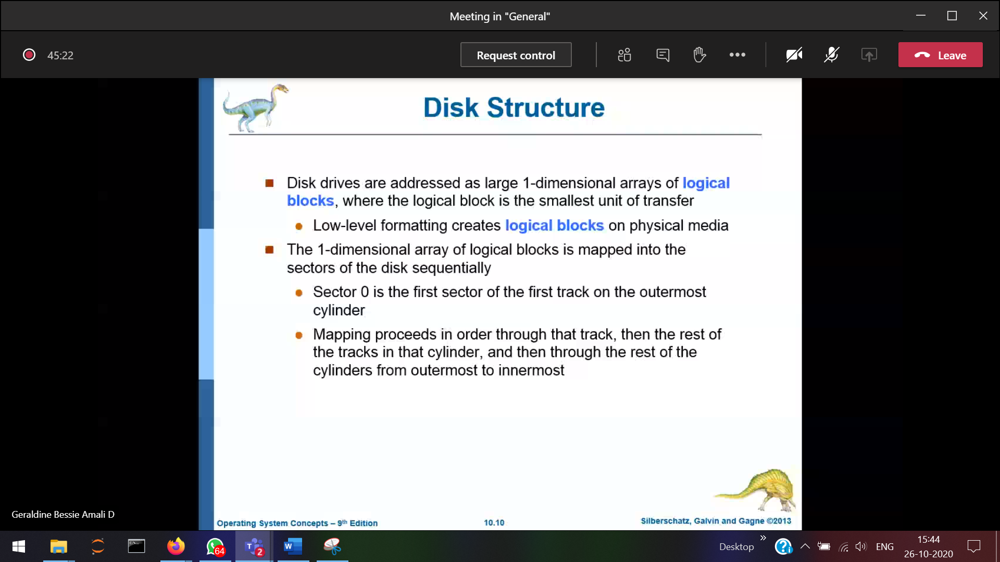 Meeting in "General"
45:22
Request control
Leave
Disk Structure
Disk drives are addressed as large 1-dimensional arrays of logical
blocks, where the logical block is the smallest unit of transfer
Low-level formatting creates logical blocks on physical media
The 1-dimensional array of logical blocks is mapped into the
sectors of the disk sequentially
Sector 0 is the first sector of the first track on the outermost
cylinder
Mapping proceeds in order through that track, then the rest of
the tracks in that cylinder, and then through the rest of the
cylinders from outermost to innermost
Geraldine Bessie Amali D
Operating System Concepts – 9th Edition
10.10
Silberschatz, Galvin and Gagne ©2013
64
T
2
W
Desktop
ENG
15:44
26-10-2020